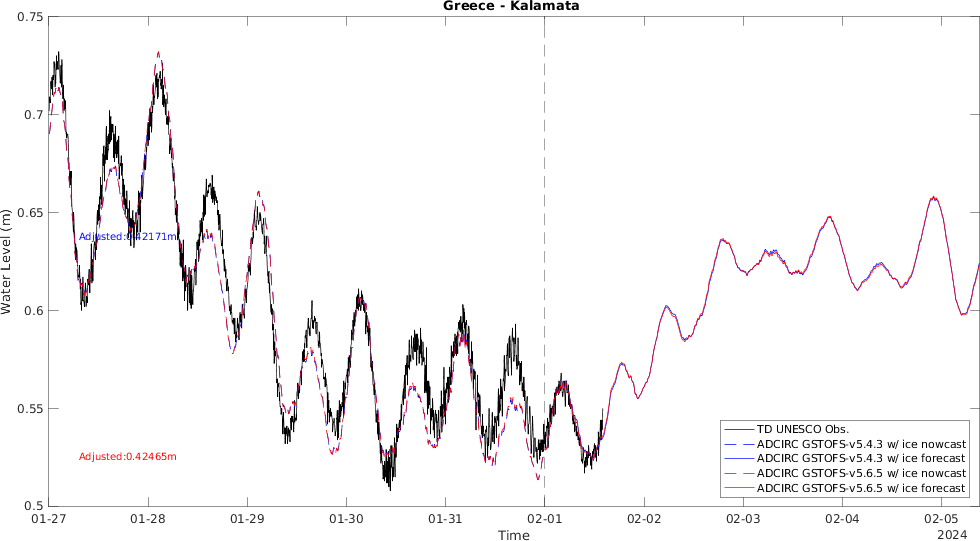 Greece - Kalamata
0.75
0.7
0.65
0.6
0.55
0.5
Water Level (m)
Adjusted:0.42171m
Adjusted:0.42465m
TD UNESCO Obs.
ADCIRC GSTOFS-v5.4.3 w/ ice nowcast
ADCIRC GSTOFS-v5.4.3 w/ ice forecast
ADCIRC GSTOFS-v5.6.5 w/ ice nowcast
ADCIRC GSTOFS-v5.6.5 w/ ice forecast
01-27 01-28 01-29 01-30 01-31 02-01 02-02 02-03 02-04 02-05
Time
2024